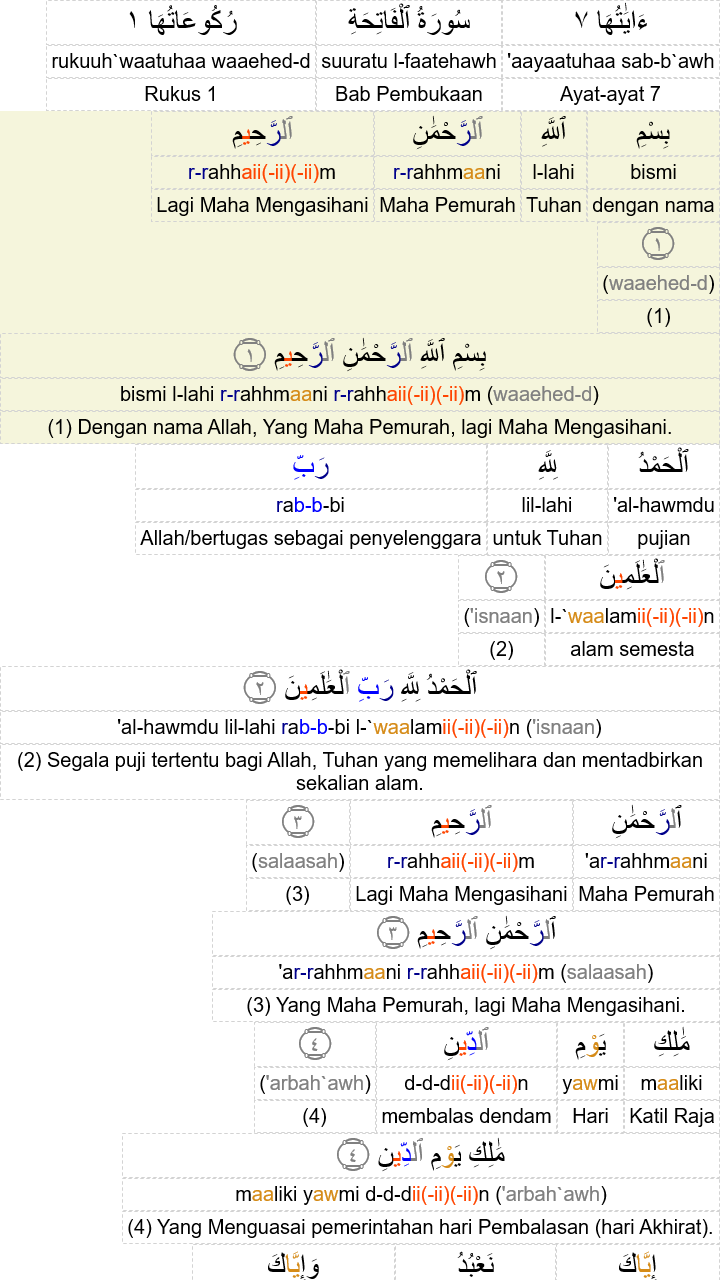 ءَايَٰتُهَا ٧ سُورَةُ ٱلْفَاتِحَةِ رُكُوعَاتُهَا ١
'aayaatuhaa sab-b`awh suuratu l-faatehawh rukuuh`waatuhaa waaehed-d
Ayat-ayat 7 Bab Pembukaan Rukus 1
بِسْمِ ٱللَّهِ ٱلرَّحْمَٰنِ ٱلرَّحِيمِ
bismi l-lahi r-rahhmaani r-rahhaii(-ii)(-ii)m
dengan nama Tuhan Maha Pemurah Lagi Maha Mengasihani
١
(waaehed-d)
(1)
بِسْمِ ٱللَّهِ ٱلرَّحْمَٰنِ ٱلرَّحِيمِ ١
bismi l-lahi r-rahhmaani r-rahhaii(-ii)(-ii)m (waaehed-d)
(1) Dengan nama Allah, Yang Maha Pemurah, lagi Maha Mengasihani.
ٱلْحَمْدُ لِلَّهِ رَبِّ
'al-hawmdu lil-lahi rab-b-bi
pujian untuk Tuhan Allah/bertugas sebagai penyelenggara
ٱلْعَٰلَمِينَ ٢
l-`waalamii(-ii)(-ii)n ('isnaan)
alam semesta (2)
ٱلْحَمْدُ لِلَّهِ رَبِّ ٱلْعَٰلَمِينَ ٢
'al-hawmdu lil-lahi rab-b-bi l-`waalamii(-ii)(-ii)n ('isnaan)
(2) Segala puji tertentu bagi Allah, Tuhan yang memelihara dan mentadbirkan
sekalian alam.
ٱلرَّحْمَٰنِ ٱلرَّحِيمِ ٣
'ar-rahhmaani r-rahhaii(-ii)(-ii)m (salaasah)
Maha Pemurah Lagi Maha Mengasihani (3)
ٱلرَّحْمَٰنِ ٱلرَّحِيمِ ٣
'ar-rahhmaani r-rahhaii(-ii)(-ii)m (salaasah)
(3) Yang Maha Pemurah, lagi Maha Mengasihani.
مَٰلِكِ يَوْمِ ٱلدِّينِ ٤
maaliki yawmi d-d-dii(-ii)(-ii)n ('arbah`awh)
Katil Raja Hari membalas dendam (4)
مَٰلِكِ يَوْمِ ٱلدِّينِ ٤
maaliki yawmi d-d-dii(-ii)(-ii)n ('arbah`awh)
(4) Yang Menguasai pemerintahan hari Pembalasan (hari Akhirat).
إِيَّاكَ نَعْبُدُ وَإِيَّاكَ